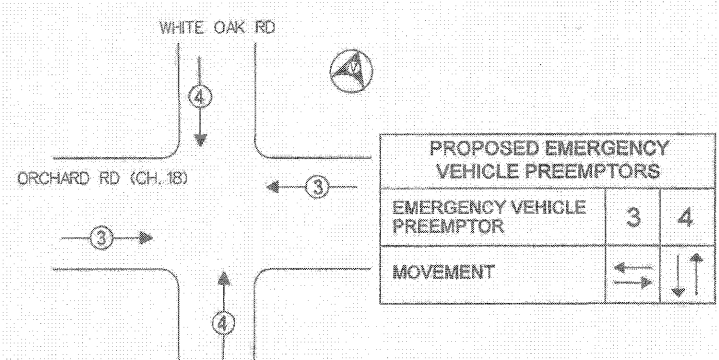 WHITE OAK RD
4
ORCHARD RD (CH. 18)
3
3
4
PROPOSED EMERGENCY
VEHICLE PREEMPTORS
EMERGENCY VEHICLE
PREEMPTOR
3
4
MOVEMENT